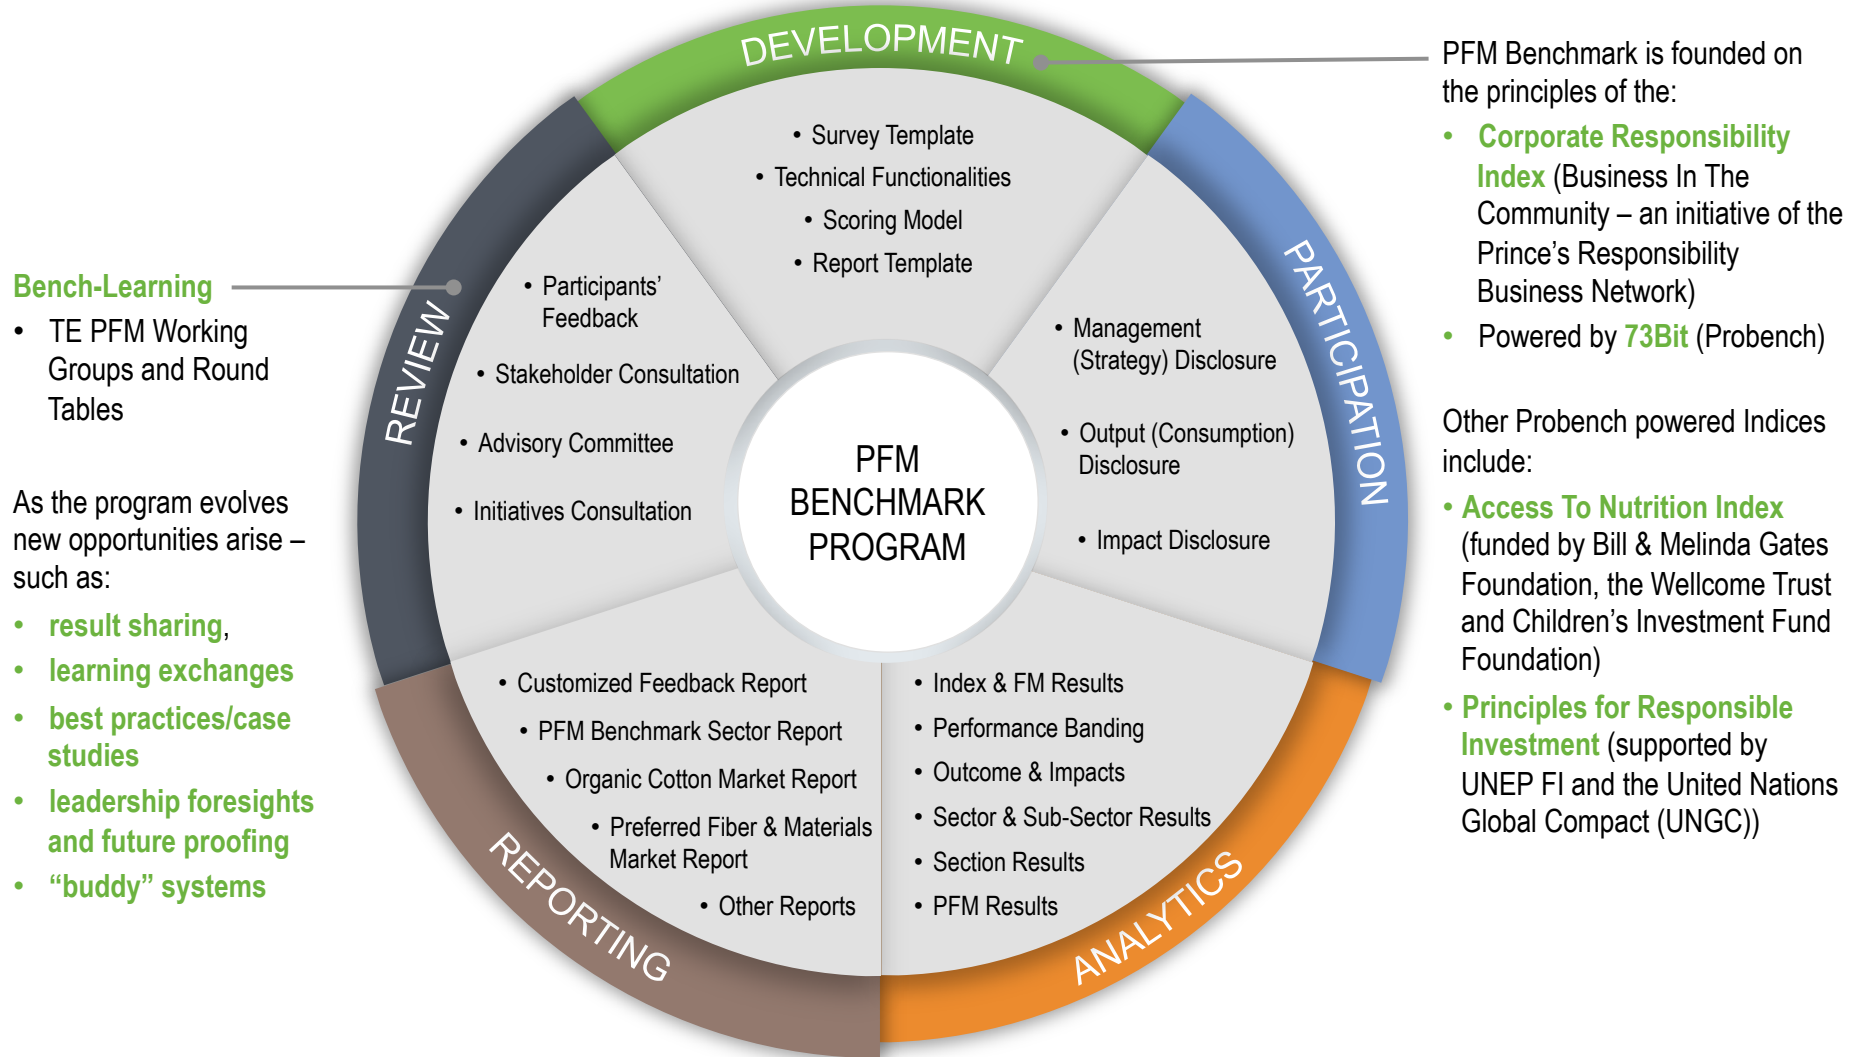 DEVELOPMENT
• Survey Template
• Technical Functionalities
• Scoring Model
• Report Template
PARTICIPATION
• Management
(Strategy) Disclosure
• Output (Consumption)
Disclosure
• Impact Disclosure
ANALYTICS
• Index & FM Results
• Performance Banding
• Outcome & Impacts
• Sector & Sub-Sector Results
• Section Results
• PFM Results
REPORTING
• Customized Feedback Report
• PFM Benchmark Sector Report
• Organic Cotton Market Report
• Preferred Fiber & Materials
Market Report
• Other Reports
REVIEW
• Participants’
Feedback
• Stakeholder Consultation
• Advisory Committee
• Initiatives Consultation
PFM
BENCHMARK
PROGRAM
Bench-Learning
• TE PFM Working
Groups and Round
Tables
As the program evolves
new opportunities arise –
such as:
• result sharing,
• learning exchanges
• best practices/case
studies
• leadership foresights
and future proofing
• “buddy” systems
PFM Benchmark is founded on
the principles of the:
• Corporate Responsibility
Index (Business In The
Community – an initiative of the
Prince’s Responsibility
Business Network)
• Powered by 73Bit (Probench)
Other Probench powered Indices
include:
• Access To Nutrition Index
(funded by Bill & Melinda Gates
Foundation, the Wellcome Trust
and Children’s Investment Fund
Foundation)
• Principles for Responsible
Investment (supported by
UNEP FI and the United Nations
Global Compact (UNGC))